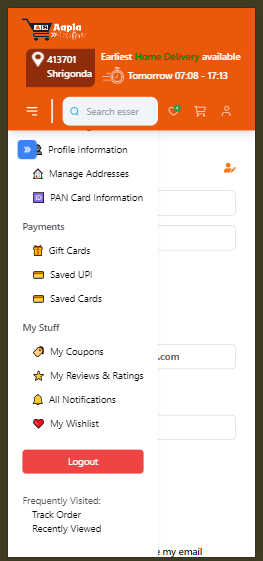 Aapla
Bazar
413701
Shrigonda
Earliest Home Delivery available
Tomorrow 07:08 - 17:13
Search esser
Profile Information
Manage Addresses
ID
PAN Card Information
Payments
Gift Cards
Saved UPI
Saved Cards
My Stuff
My Coupons
s.com
My Reviews & Ratings
All Notifications
My Wishlist
Logout
Frequently Visited:
Track Order
Recently Viewed
e my email